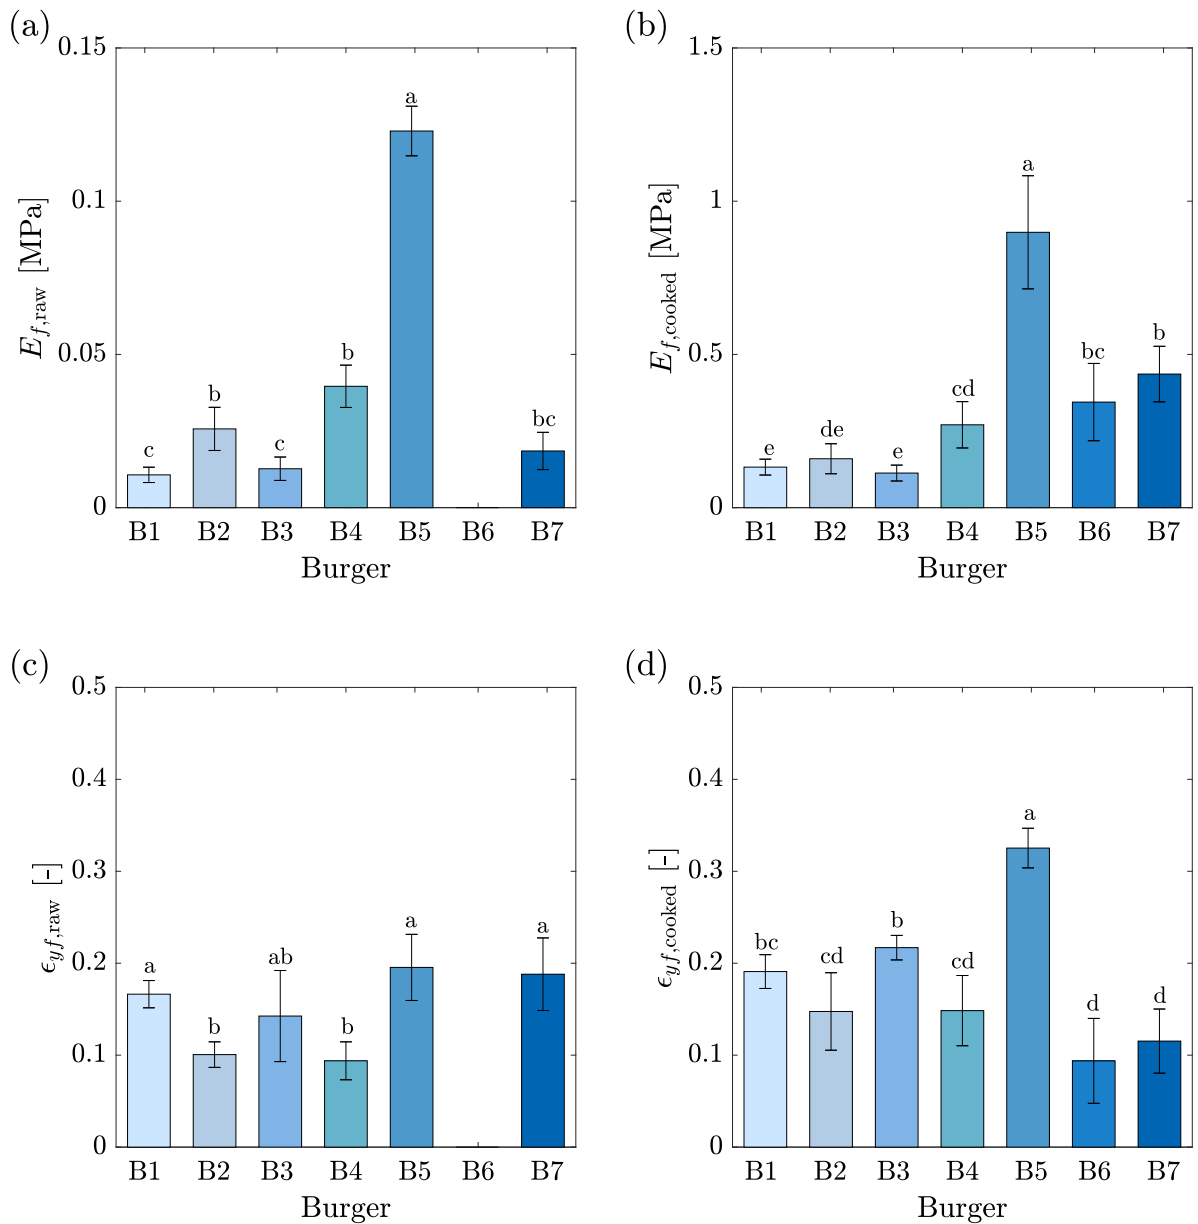 (a)
0.15
0.1
0.05
0
E_{f,raw} [MPa]
c
b
c
b
a
bc
B1 B2 B3 B4 B5 B6 B7
Burger
(b)
1.5
1
0.5
0
E_{f,cooked} [MPa]
e
de
e
cd
a
bc
b
B1 B2 B3 B4 B5 B6 B7
Burger
(c)
0.5
0.4
0.3
0.2
0.1
0
ϵ_{yf,raw} [-]
a
b
ab
b
a
a
B1 B2 B3 B4 B5 B6 B7
Burger
(d)
0.5
0.4
0.3
0.2
0.1
0
ϵ_{yf,cooked} [-]
bc
cd
b
cd
a
d
d
B1 B2 B3 B4 B5 B6 B7
Burger